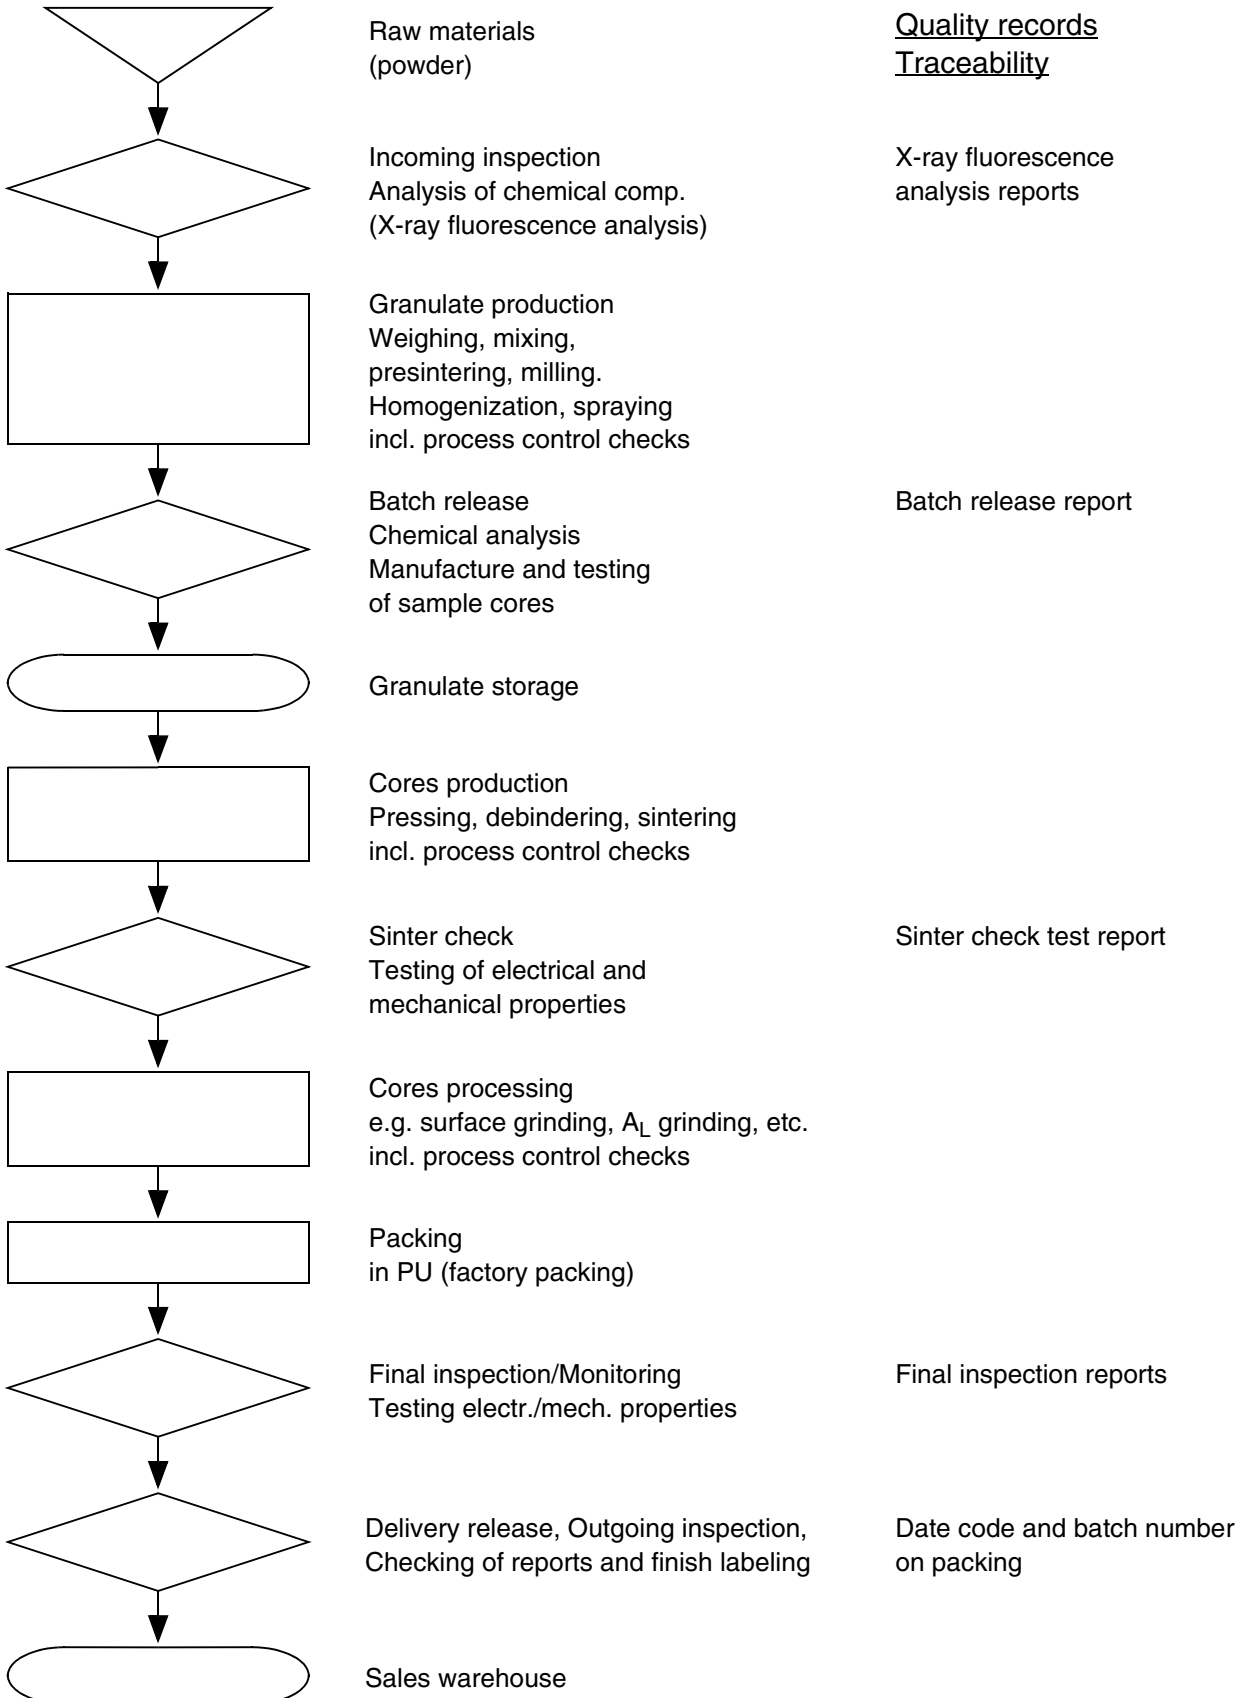 Raw materials
(powder)
Quality records
Traceability
Incoming inspection
Analysis of chemical comp.
(X-ray fluorescence analysis)
X-ray fluorescence
analysis reports
Granulate production
Weighing, mixing,
presintering, milling.
Homogenization, spraying
incl. process control checks
Batch release
Chemical analysis
Manufacture and testing
of sample cores
Batch release report
Granulate storage
Cores production
Pressing, debindering, sintering
incl. process control checks
Sinter check
Testing of electrical and
mechanical properties
Sinter check test report
Cores processing
e.g. surface grinding, AL grinding, etc.
incl. process control checks
Packing
in PU (factory packing)
Final inspection/Monitoring
Testing electr./mech. properties
Final inspection reports
Delivery release, Outgoing inspection,
Checking of reports and finish labeling
Date code and batch number
on packing
Sales warehouse